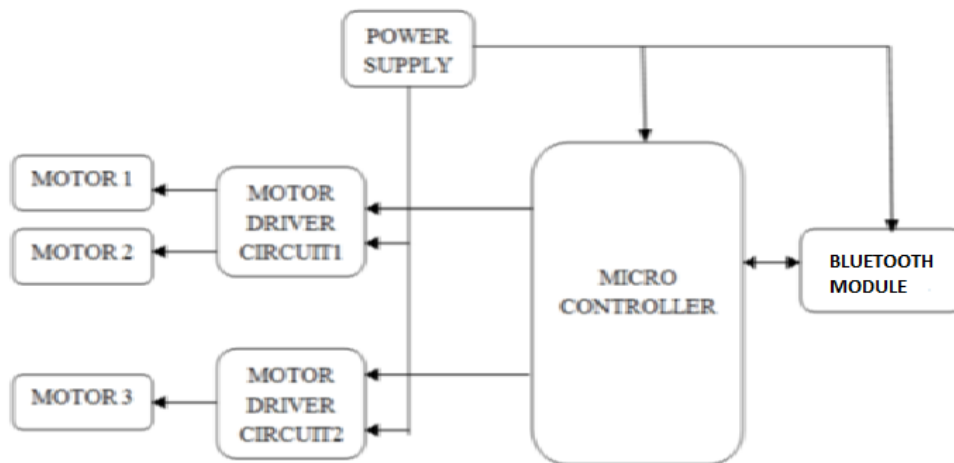 POWER
SUPPLY
MOTOR 1
MOTOR
DRIVER
CIRCUIT1
MOTOR 2
MICRO
CONTROLLER
BLUETOOTH
MODULE
MOTOR 3
MOTOR
DRIVER
CIRCUIT2